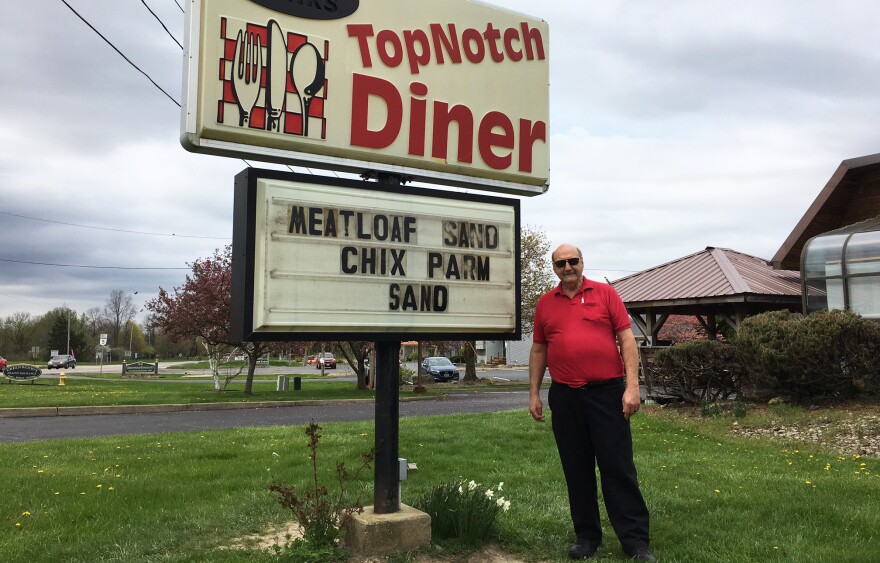 TopNotch
Diner
MEATLOAF SAND
CHIX PARM
SAND